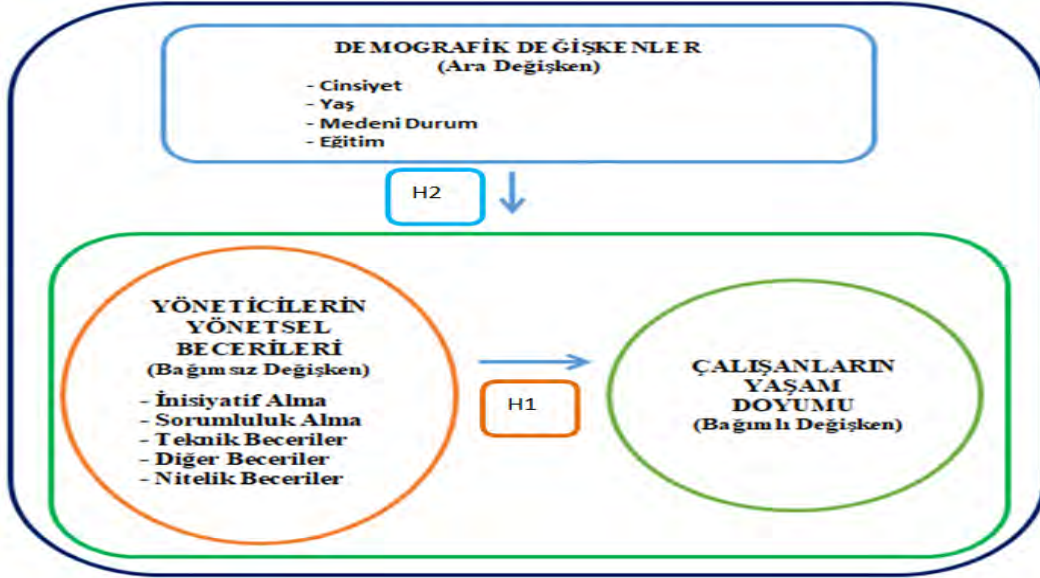 DEMOGRAFİK DEĞİŞKENLER
(Ara Değişken)
- Cinsiyet
- Yaş
- Medeni Durum
- Eğitim
H2
YÖNETİCİLERİN
YÖNETSEL
BECERİLERİ
(Bağımsız Değişken)
- İnisiyatif Alma
- Sorumluluk Alma
- Teknik Beceriler
- Diğer Beceriler
- Nitelik Beceriler
H1
ÇALIŞANLARIN
YAŞAM
DOYUMU
(Bağımlı Değişken)